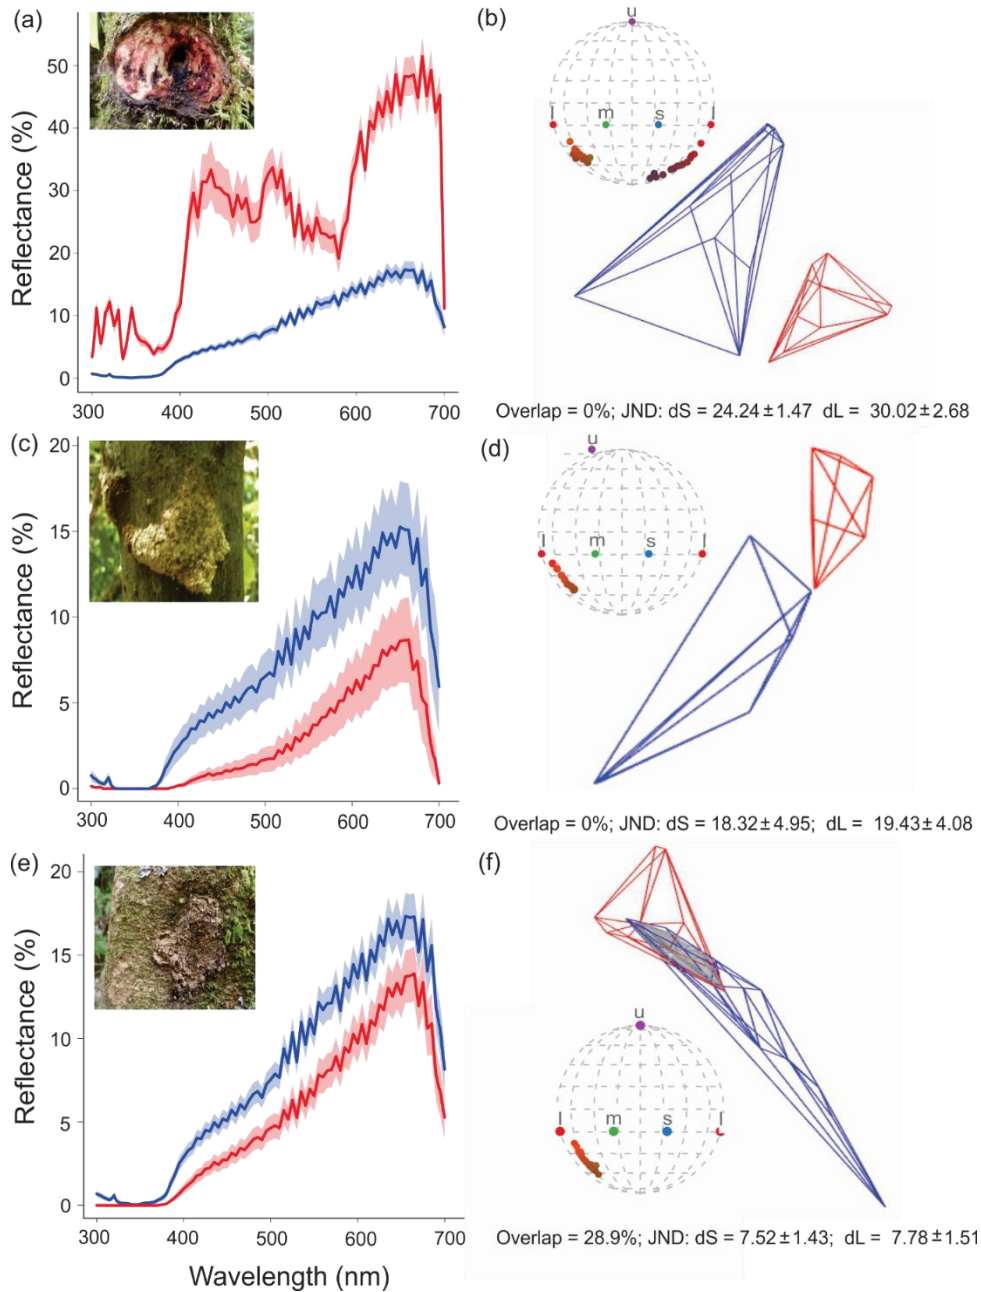 (a)
Reflectance (%)
50
40
30
20
10
0
300 400 500 600 700
(b)
u
l m s l
Overlap = 0%; JND: dS = 24.24±1.47 dL = 30.02±2.68
(c)
Reflectance (%)
20
15
10
5
0
300 400 500 600 700
(d)
u
l m s l
Overlap = 0%; JND: dS = 18.32±4.95; dL = 19.43±4.08
(e)
Reflectance (%)
20
15
10
5
0
300 400 500 600 700
Wavelength (nm)
(f)
u
l m s l
Overlap = 28.9%; JND: dS = 7.52±1.43; dL = 7.78±1.51